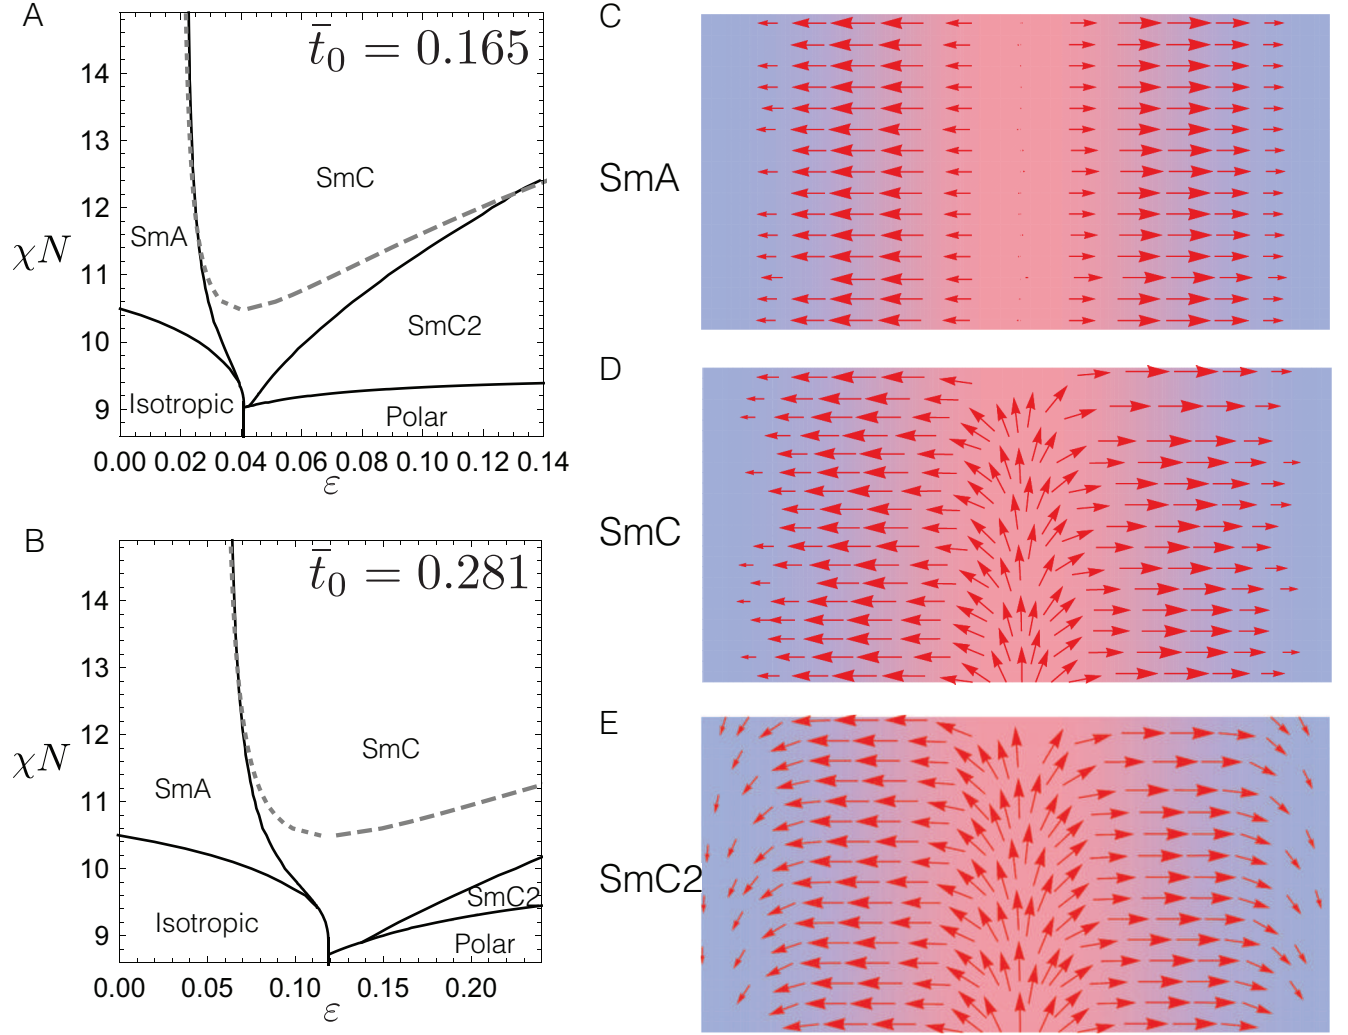 A
t̄₀ = 0.165
14
13
12
11
10
9
χN
SmC
SmA
SmC2
Isotropic
Polar
0.00 0.02 0.04 0.06 0.08 0.10 0.12 0.14
ε
B
t̄₀ = 0.281
14
13
12
11
10
9
χN
SmC
SmA
SmC2
Isotropic
Polar
0.00 0.05 0.10 0.15 0.20
ε
C
SmA
D
SmC
E
SmC2